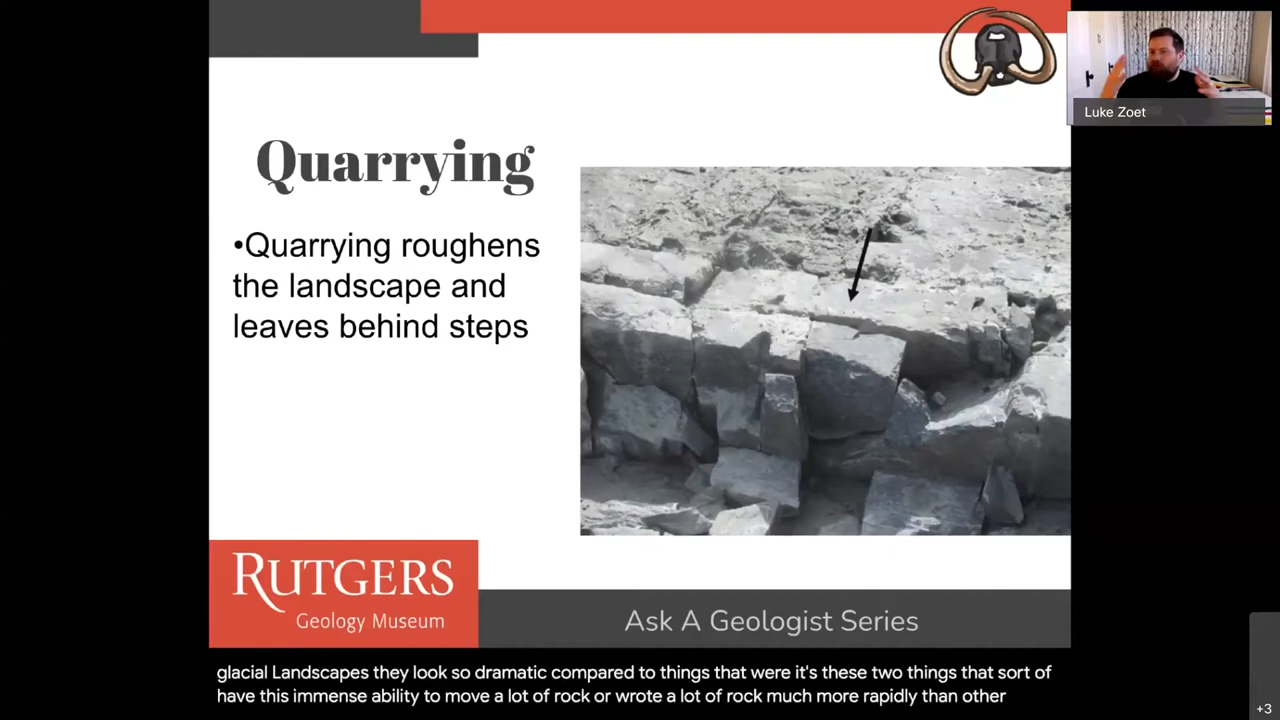 Luke Zoet
Quarrying
•Quarrying roughens
the landscape and
leaves behind steps
RUTGERS
Geology Museum
Ask A Geologist Series
glacial Landscapes they look so dramatic compared to things that were it's these two things that sort of
have this immense ability to move a lot of rock or wrote a lot of rock much more rapidly than other
+3